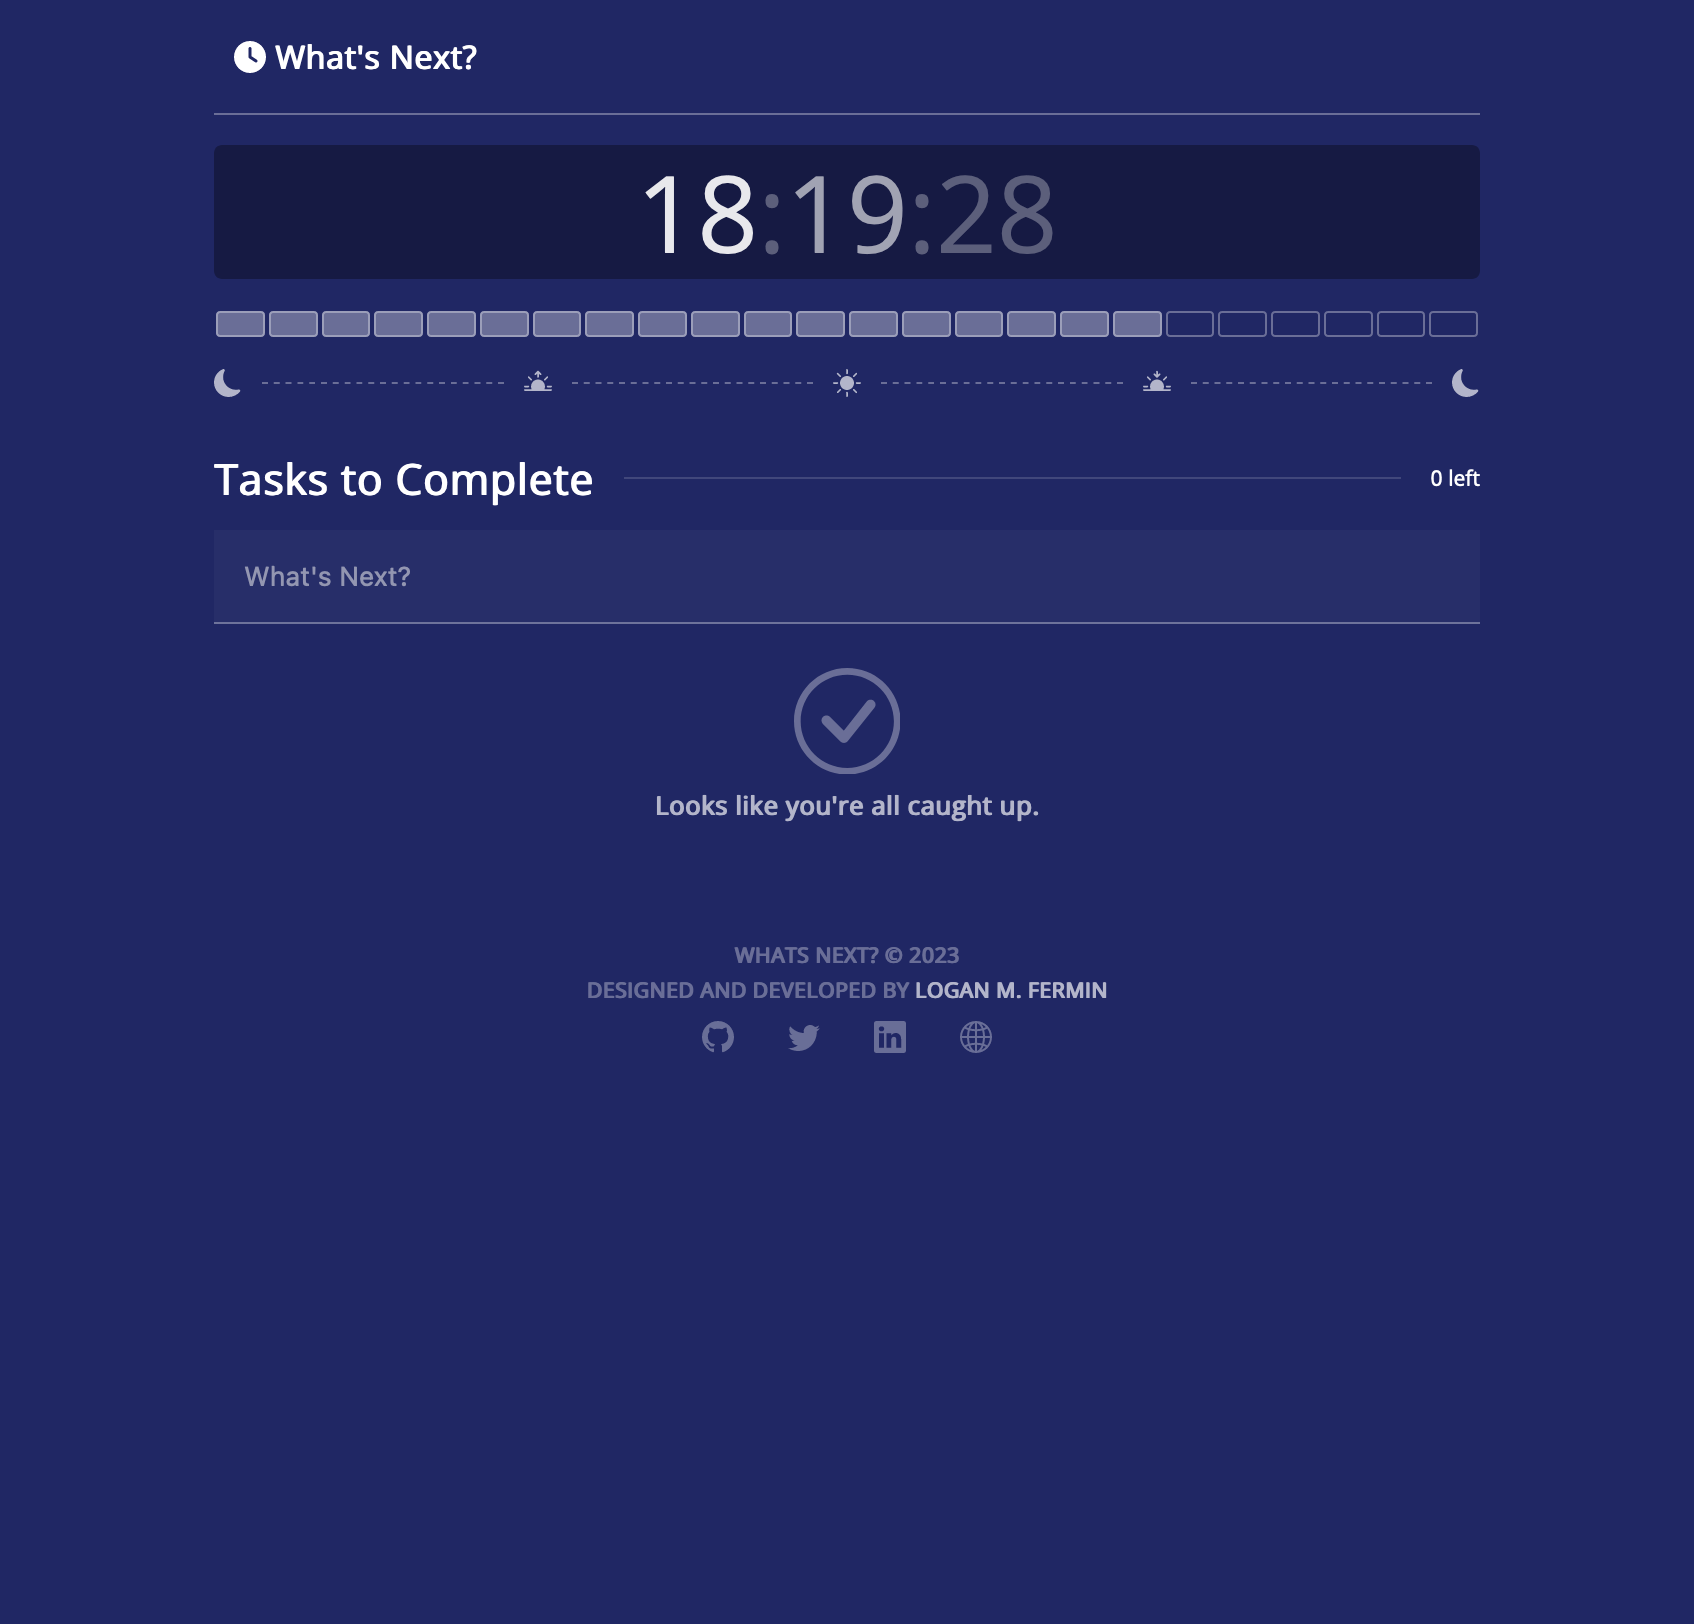 What's Next?
18:19:28
Tasks to Complete
0 left
What's Next?
Looks like you're all caught up.
WHATS NEXT? © 2023
DESIGNED AND DEVELOPED BY LOGAN M. FERMIN